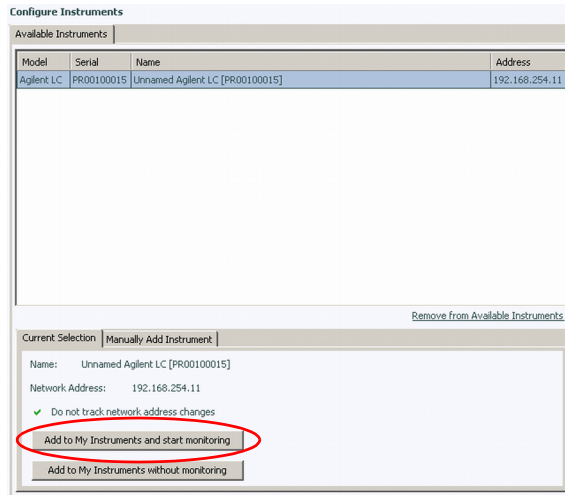 Configure Instruments
Available Instruments
Model Serial Name Address
Agilent LC PR00100015 Unnamed Agilent LC [PR00100015] 192.168.254.11
Remove from Available Instruments
Current Selection Manually Add Instrument
Name: Unnamed Agilent LC [PR00100015]
Network Address: 192.168.254.11
Do not track network address changes
Add to My Instruments and start monitoring
Add to My Instruments without monitoring